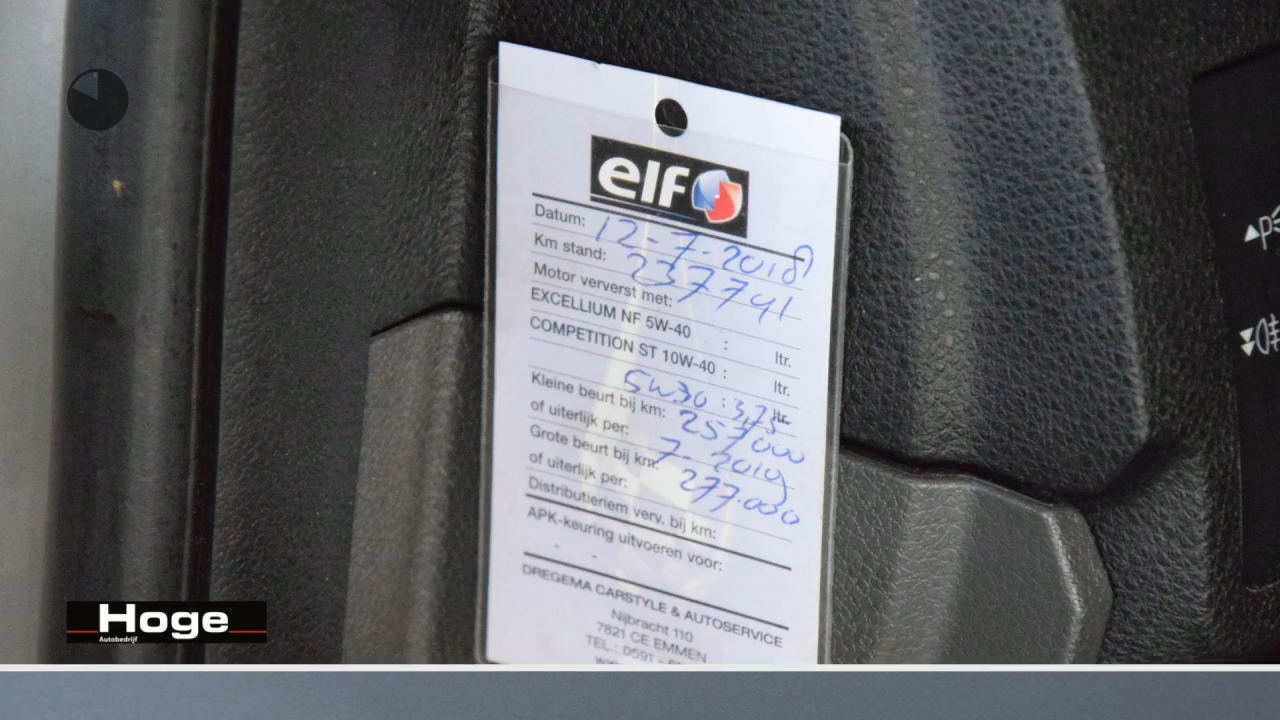 elf
Datum: 12-7-2018
Km stand: 237741
Motor ververst met:
EXCELLIUM NF 5W-40 : ltr.
COMPETITION ST 10W-40 : ltr.
5W30 : 3,75 ltr.
Kleine beurt bij km: 257000
of uiterlijk per: 7-2019
Grote beurt bij km: 277.000
of uiterlijk per:
Distributieriem verv. bij km:
APK-keuring uitvoeren voor:
DREGEMA CARSTYLE & AUTOSERVICE
Nijbracht 110
7821 CE EMMEN
TEL.: 0591 -
Hoge
Autobedrijf